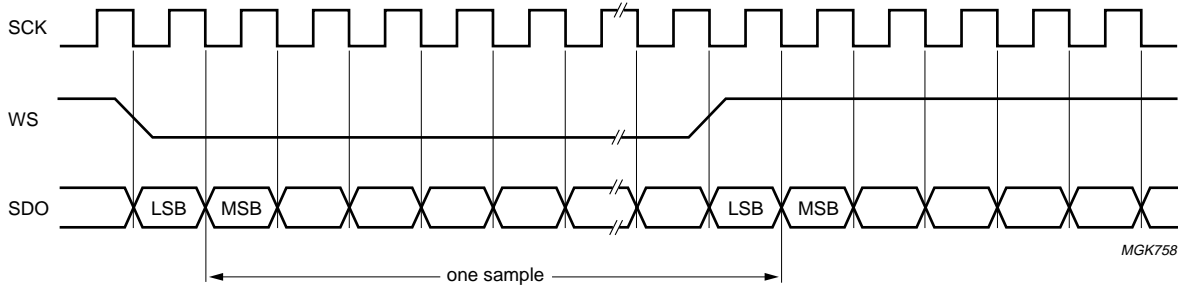 SCK
WS
SDO
LSB MSB LSB MSB
MGK758
one sample